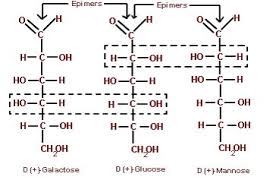 Epimers Epimers
O H O H O H
C C C
H C OH H C OH HO C H
HO C H HO C H HO C H
HO C H H C OH H C OH
H C OH H C OH H C OH
CH2OH CH2OH CH2OH
D(+)-Galactose D(+)-Glucose D(+)-Mannose